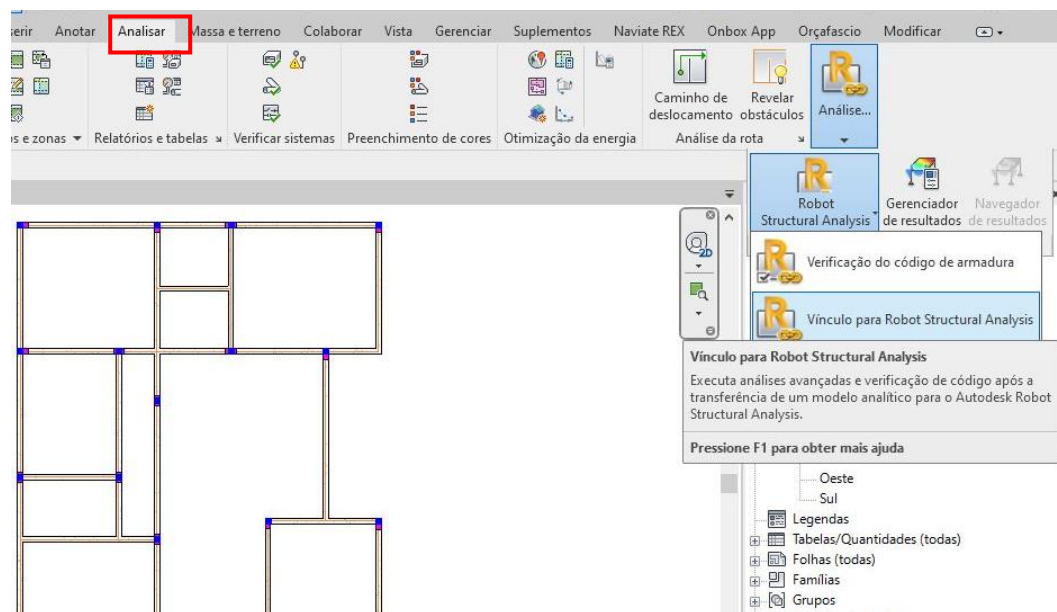 Anotar Analisar Massa e terreno Colaborar Vista Gerenciar Suplementos Naviate REX Onbox App Orçafascio Modificar
Caminho de deslocamento
Revelar obstáculos
Análise...
e zonas Relatórios e tabelas Verificar sistemas Preenchimento de cores Otimização da energia Análise da rota
Robot
Structural Analysis
Gerenciador
de resultados
Navegador
de resultados
2D
Verificação do código de armadura
Vínculo para Robot Structural Analysis
Vínculo para Robot Structural Analysis
Executa análises avançadas e verificação de código após a
transferência de um modelo analítico para o Autodesk Robot
Structural Analysis.
Pressione F1 para obter mais ajuda
Oeste
Sul
Legendas
Tabelas/Quantidades (todas)
Folhas (todas)
Famílias
Grupos